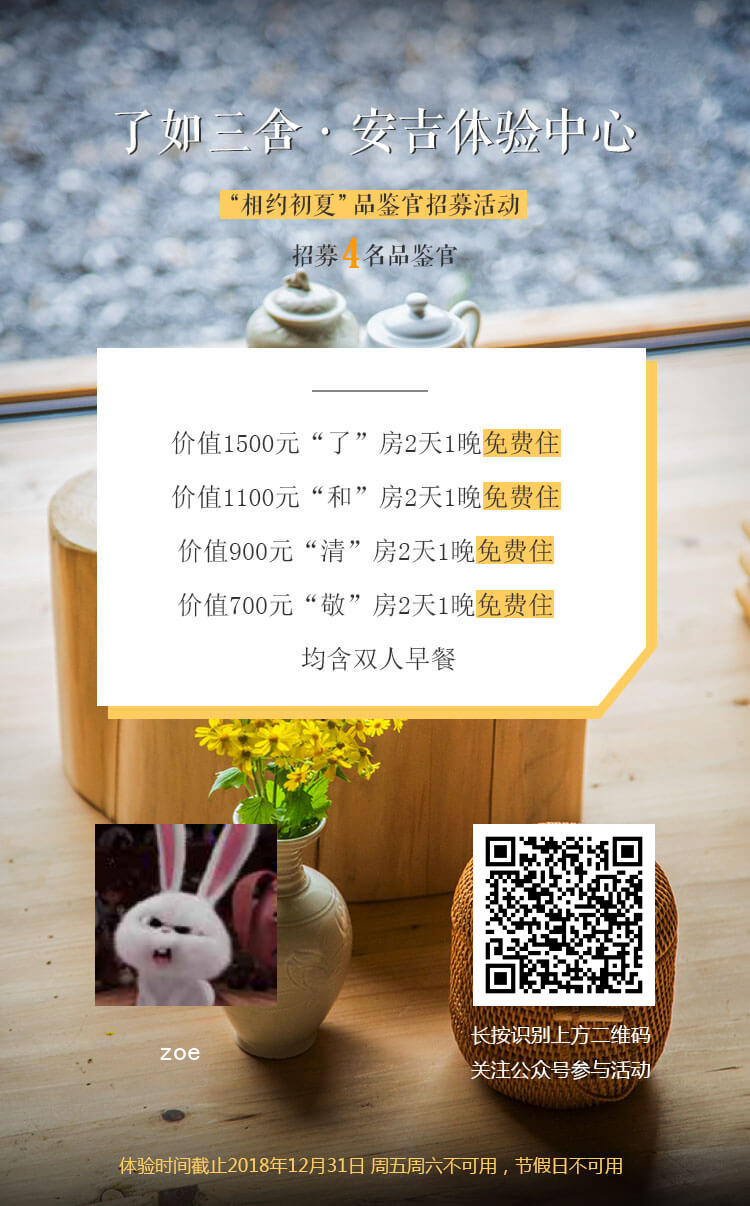 了如三舍·安吉体验中心
“相约初夏”品鉴官招募活动
招募4名品鉴官
价值1500元“了”房2天1晚免费住
价值1100元“和”房2天1晚免费住
价值900元“清”房2天1晚免费住
价值700元“敬”房2天1晚免费住
均含双人早餐
zoe
长按识别上方二维码
关注公众号参与活动
体验时间截止2018年12月31日 周五周六不可用，节假日不可用